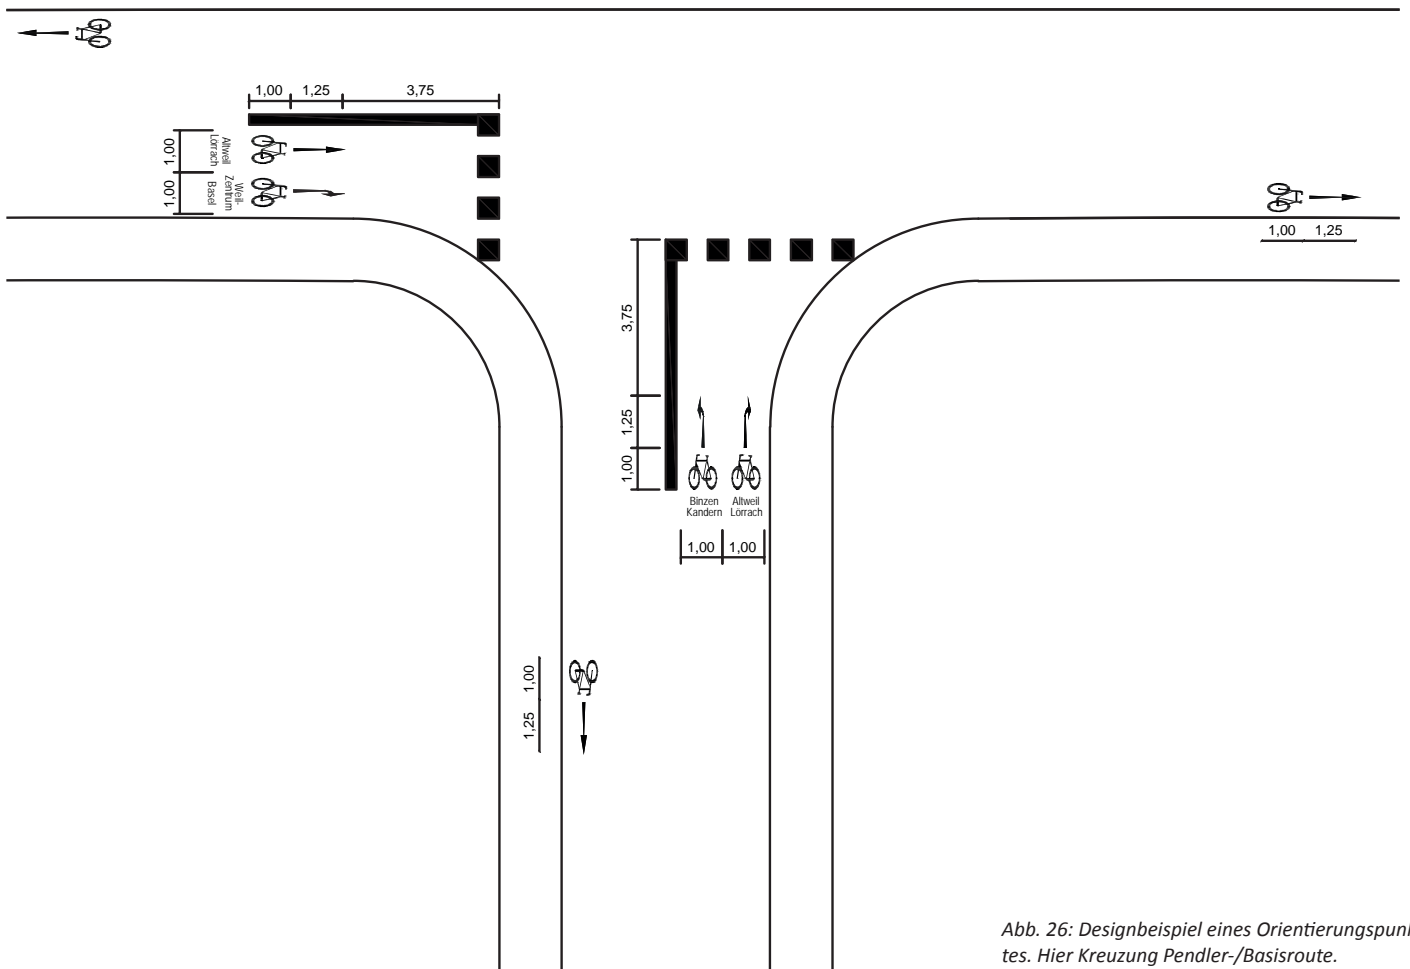 1,00 1,25 3,75
1,00
1,00
Altweil
Lörrach
Weil-
Zentrum
Basel
1,00 1,25
3,75
1,25
1,00
Binzen
Kandern
Altweil
Lörrach
1,00 1,00
1,00
1,25
Abb. 26: Designbeispiel eines Orientierungspunk
tes. Hier Kreuzung Pendler-/Basisroute.